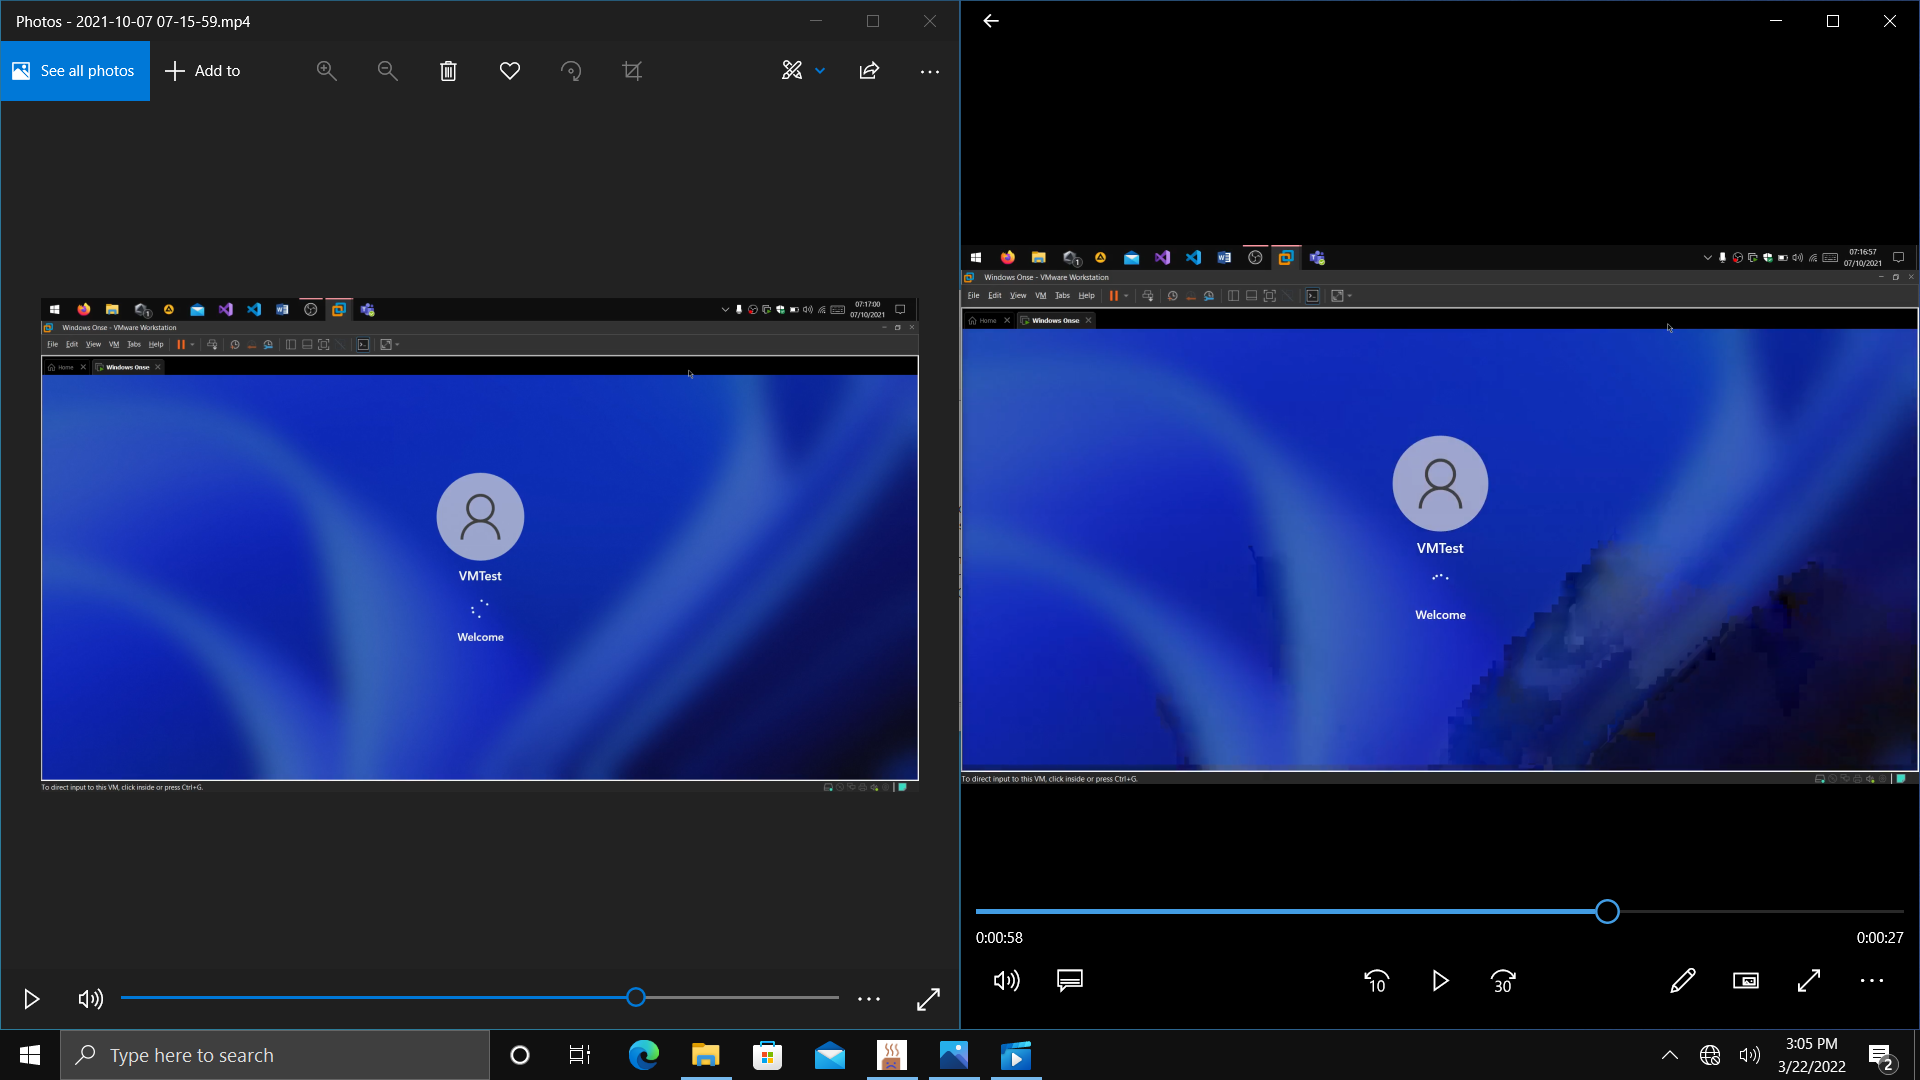 Photos - 2021-10-07 07-15-59.mp4
See all photos
Add to
07:17:00
07/10/2021
Windows Onse - VMware Workstation
File Edit View VM Tabs Help
Home
Windows Onse
VMTest
Welcome
To direct input to this VM, click inside or press Ctrl+G.
07:16:57
07/10/2021
Windows Onse - VMware Workstation
File Edit View VM Tabs Help
Home
Windows Onse
VMTest
Welcome
To direct input to this VM, click inside or press Ctrl+G.
0:00:58
0:00:27
10
30
Type here to search
3:05 PM
3/22/2022
2